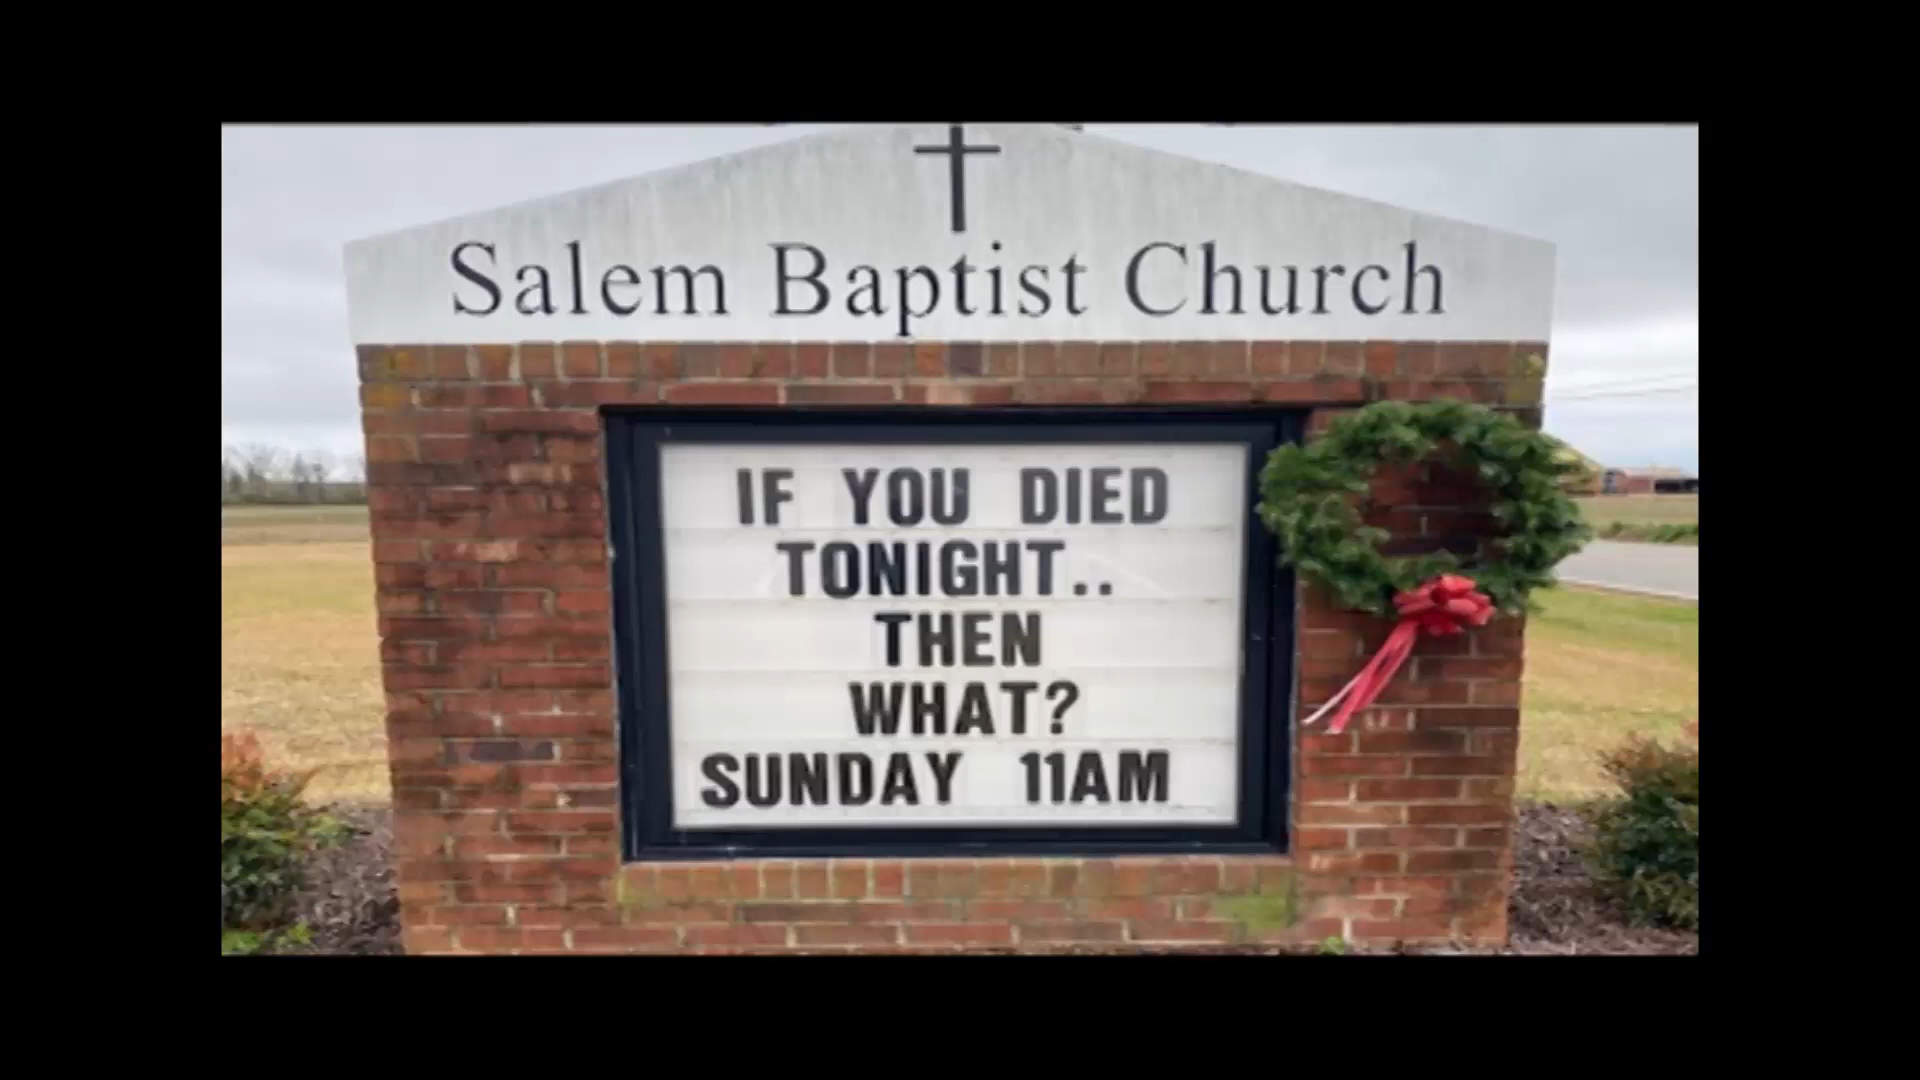 Salem Baptist Church
IF YOU DIED
TONIGHT..
THEN
WHAT?
SUNDAY 11AM